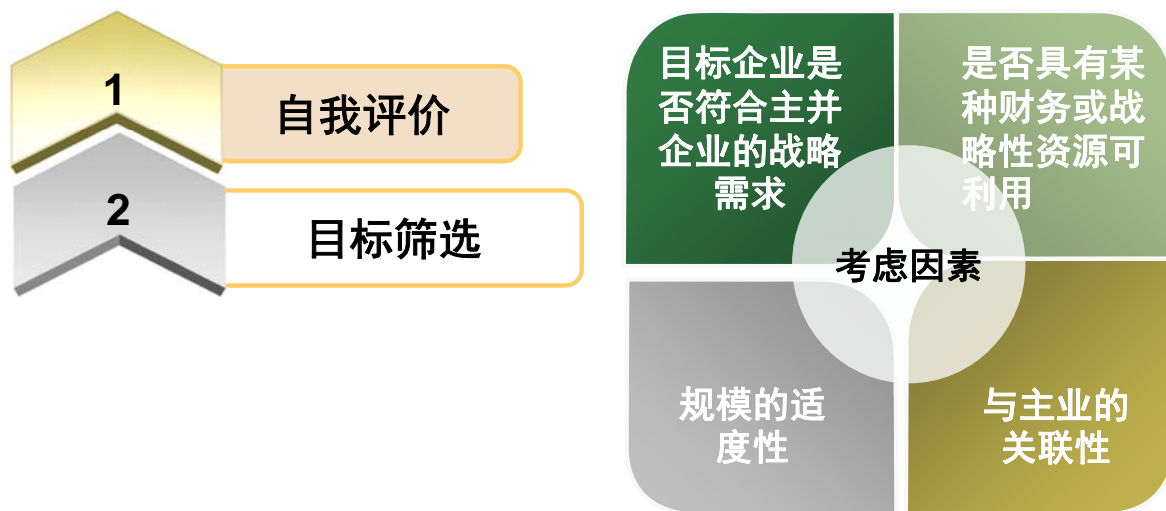 1
自我评价
2
目标筛选
目标企业是
否符合主并
企业的战略
需求
是否具有某
种财务或战
略性资源可
利用
考虑因素
规模的适
度性
与主业的
关联性